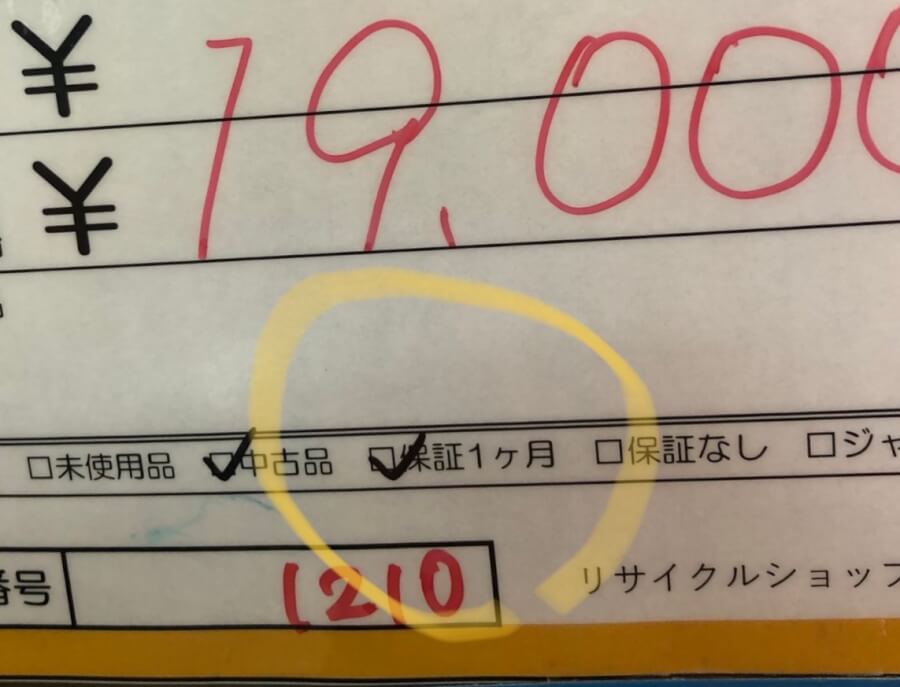 ¥ 19,000
¥
□未使用品 ☑中古品 ☑保証1ヶ月 □保証なし □ジャ
番号 1210 リサイクルショップ